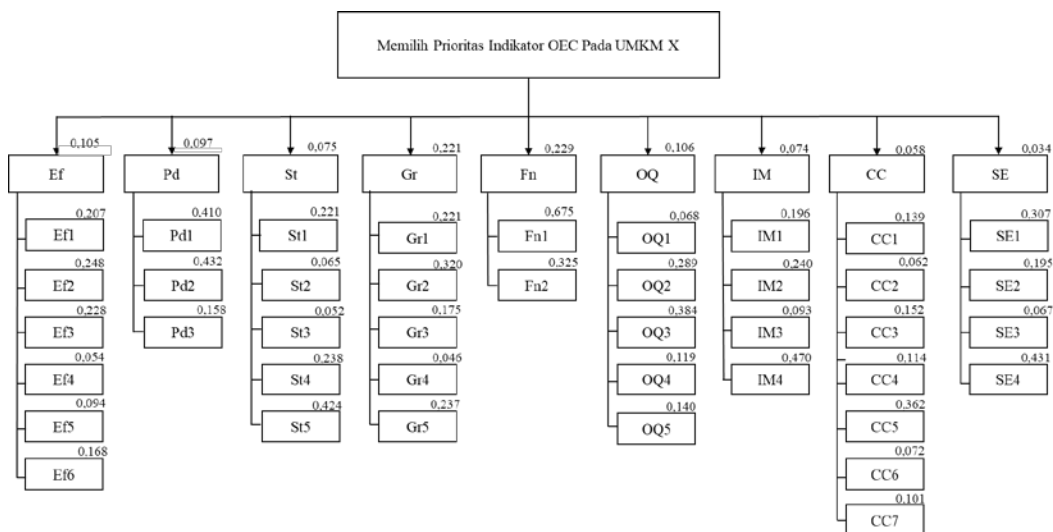 Memilih Prioritas Indikator OEC Pada UMKM X
0,105
Ef
0,207
Ef1
0,248
Ef2
0,228
Ef3
0,054
Ef4
0,094
Ef5
0,168
Ef6
0,097
Pd
0,410
Pd1
0,432
Pd2
0,158
Pd3
0,075
St
0,221
St1
0,065
St2
0,052
St3
0,238
St4
0,424
St5
0,221
Gr
0,221
Gr1
0,320
Gr2
0,175
Gr3
0,046
Gr4
0,237
Gr5
0,229
Fn
0,675
Fn1
0,325
Fn2
0,106
OQ
0,068
OQ1
0,289
OQ2
0,384
OQ3
0,119
OQ4
0,140
OQ5
0,074
IM
0,196
IM1
0,240
IM2
0,093
IM3
0,470
IM4
0,058
CC
0,139
CC1
0,062
CC2
0,152
CC3
0,114
CC4
0,362
CC5
0,072
CC6
0,101
CC7
0,034
SE
0,307
SE1
0,195
SE2
0,067
SE3
0,431
SE4